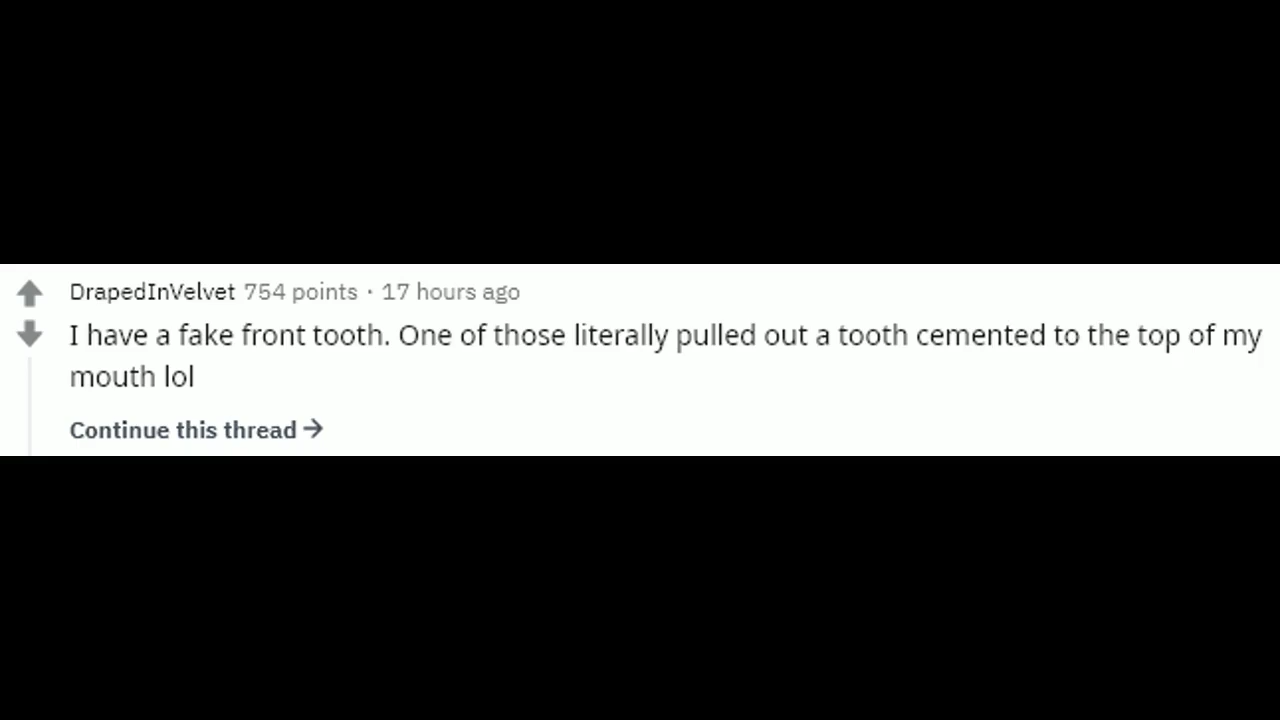 DrapedInVelvet 754 points · 17 hours ago
I have a fake front tooth. One of those literally pulled out a tooth cemented to the top of my
mouth lol
Continue this thread →